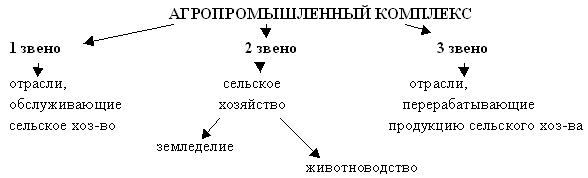 АГРОПРОМЫШЛЕННЫЙ КОМПЛЕКС
1 звено
2 звено
3 звено
отрасли,
обслуживающие
сельское хоз-во
сельское
хозяйство
отрасли,
перерабатывающие
продукцию сельского хоз-ва
земледелие
животноводство